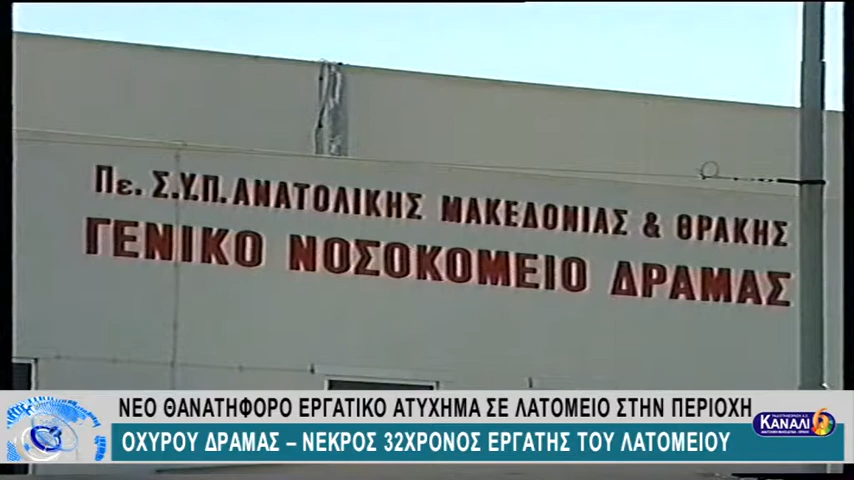 Πε. Σ.Υ.Π. ΑΝΑΤΟΛΙΚΗΣ ΜΑΚΕΔΟΝΙΑΣ & ΘΡΑΚΗΣ
ΓΕΝΙΚΟ ΝΟΣΟΚΟΜΕΙΟ ΔΡΑΜΑΣ
ΝΕΟ ΘΑΝΑΤΗΦΟΡΟ ΕΡΓΑΤΙΚΟ ΑΤΥΧΗΜΑ ΣΕ ΛΑΤΟΜΕΙΟ ΣΤΗΝ ΠΕΡΙΟΧΗ
ΟΧΥΡΟΥ ΔΡΑΜΑΣ – ΝΕΚΡΟΣ 32ΧΡΟΝΟΣ ΕΡΓΑΤΗΣ ΤΟΥ ΛΑΤΟΜΕΙΟΥ
ΚΑΝΑΛΙ 6